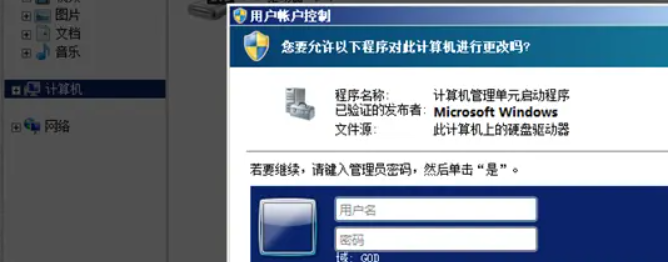 图片
文档
音乐
计算机
网络
用户帐户控制
您要允许以下程序对此计算机进行更改吗?
程序名称: 计算机管理单元启动程序
已验证的发布者: Microsoft Windows
文件源: 此计算机上的硬盘驱动器
若要继续，请键入管理员密码，然后单击“是”。
用户名
密码
域: GOD